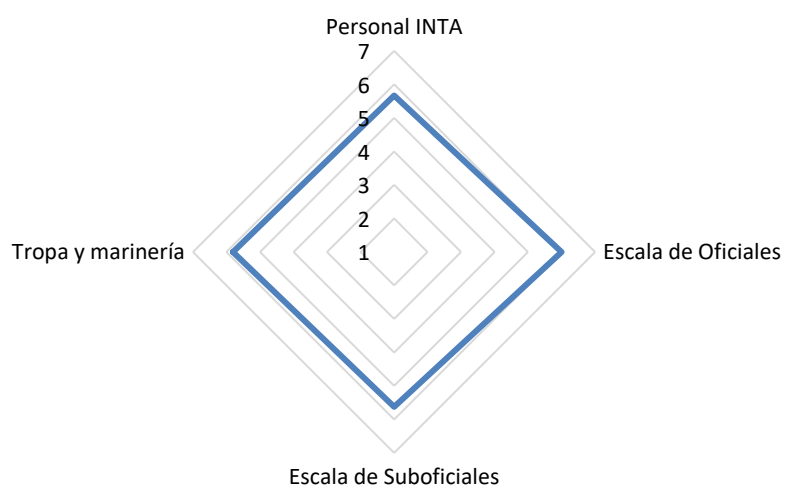 Personal INTA
7
6
5
4
3
2
1
Tropa y marinería
Escala de Oficiales
Escala de Suboficiales